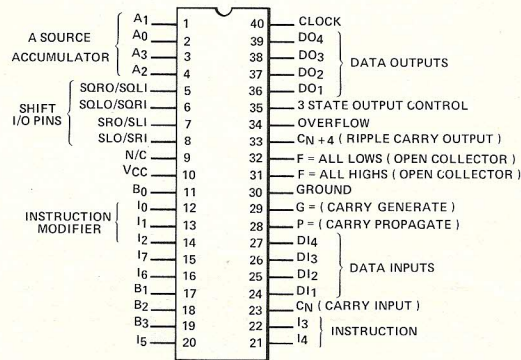 A SOURCE
ACCUMULATOR
SHIFT
I/O PINS
INSTRUCTION
MODIFIER
A1 1
A0 2
A3 3
A2 4
SQRO/SQLI 5
SQLO/SQRI 6
SRO/SLI 7
SLO/SRI 8
N/C 9
VCC 10
B0 11
I0 12
I1 13
I2 14
I7 15
I6 16
B1 17
B2 18
B3 19
I5 20
40 CLOCK
39 DO4
38 DO3
37 DO2
36 DO1
DATA OUTPUTS
35 3 STATE OUTPUT CONTROL
34 OVERFLOW
33 CN +4 ( RIPPLE CARRY OUTPUT )
32 F = ALL LOWS ( OPEN COLLECTOR )
31 F = ALL HIGHS ( OPEN COLLECTOR )
30 GROUND
29 G = ( CARRY GENERATE )
28 P = ( CARRY PROPAGATE )
27 DI4
26 DI3
25 DI2
24 DI1
DATA INPUTS
23 CN ( CARRY INPUT )
22 I3
21 I4
INSTRUCTION